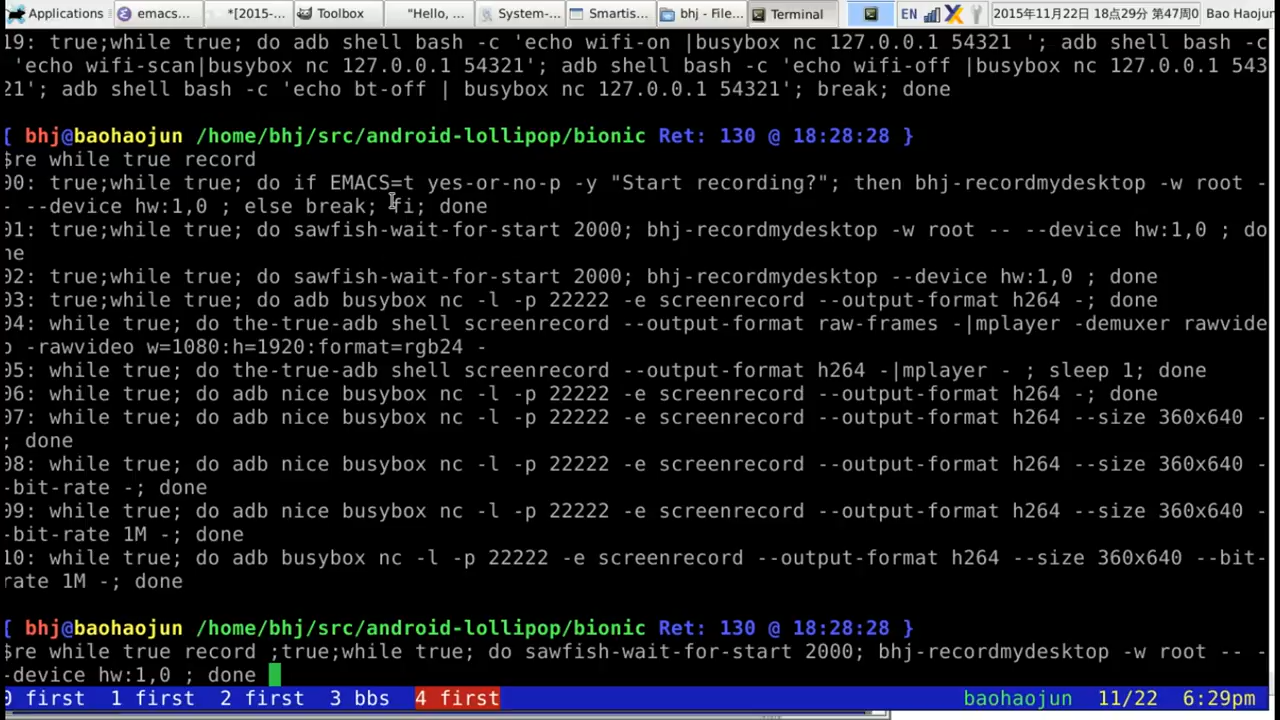 Applications emacs... *[2015-... Toolbox "Hello, ... System-... Smartis... bhj - File... Terminal EN 2015年11月22日 18点29分 第47周0 Bao Haojun
19: true;while true; do adb shell bash -c 'echo wifi-on |busybox nc 127.0.0.1 54321 '; adb shell bash -c
'echo wifi-scan|busybox nc 127.0.0.1 54321'; adb shell bash -c 'echo wifi-off |busybox nc 127.0.0.1 543
21'; adb shell bash -c 'echo bt-off | busybox nc 127.0.0.1 54321'; break; done
[ bhj@baohaojun /home/bhj/src/android-lollipop/bionic Ret: 130 @ 18:28:28 }
$re while true record
00: true;while true; do if EMACS=t yes-or-no-p -y "Start recording?"; then bhj-recordmydesktop -w root -
- --device hw:1,0 ; else break; fi; done
01: true;while true; do sawfish-wait-for-start 2000; bhj-recordmydesktop -w root -- --device hw:1,0 ; do
ne
02: true;while true; do sawfish-wait-for-start 2000; bhj-recordmydesktop --device hw:1,0 ; done
03: true;while true; do adb busybox nc -l -p 22222 -e screenrecord --output-format h264 -; done
04: while true; do the-true-adb shell screenrecord --output-format raw-frames -|mplayer -demuxer rawvide
o -rawvideo w=1080:h=1920:format=rgb24 -
05: while true; do the-true-adb shell screenrecord --output-format h264 -|mplayer - ; sleep 1; done
06: while true; do adb nice busybox nc -l -p 22222 -e screenrecord --output-format h264 -; done
07: while true; do adb nice busybox nc -l -p 22222 -e screenrecord --output-format h264 --size 360x640 -
; done
08: while true; do adb nice busybox nc -l -p 22222 -e screenrecord --output-format h264 --size 360x640 -
-bit-rate -; done
09: while true; do adb nice busybox nc -l -p 22222 -e screenrecord --output-format h264 --size 360x640 -
-bit-rate 1M -; done
10: while true; do adb busybox nc -l -p 22222 -e screenrecord --output-format h264 --size 360x640 --bit-
rate 1M -; done
[ bhj@baohaojun /home/bhj/src/android-lollipop/bionic Ret: 130 @ 18:28:28 }
$re while true record ;true;while true; do sawfish-wait-for-start 2000; bhj-recordmydesktop -w root -- -
-device hw:1,0 ; done
0 first 1 first 2 first 3 bbs 4 first baohaojun 11/22 6:29pm